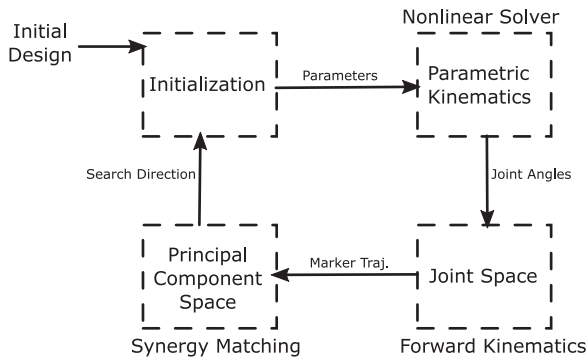 Initial
Design
Initialization
Parameters
Nonlinear Solver
Parametric
Kinematics
Joint Angles
Joint Space
Forward Kinematics
Marker Traj.
Principal
Component
Space
Synergy Matching
Search Direction